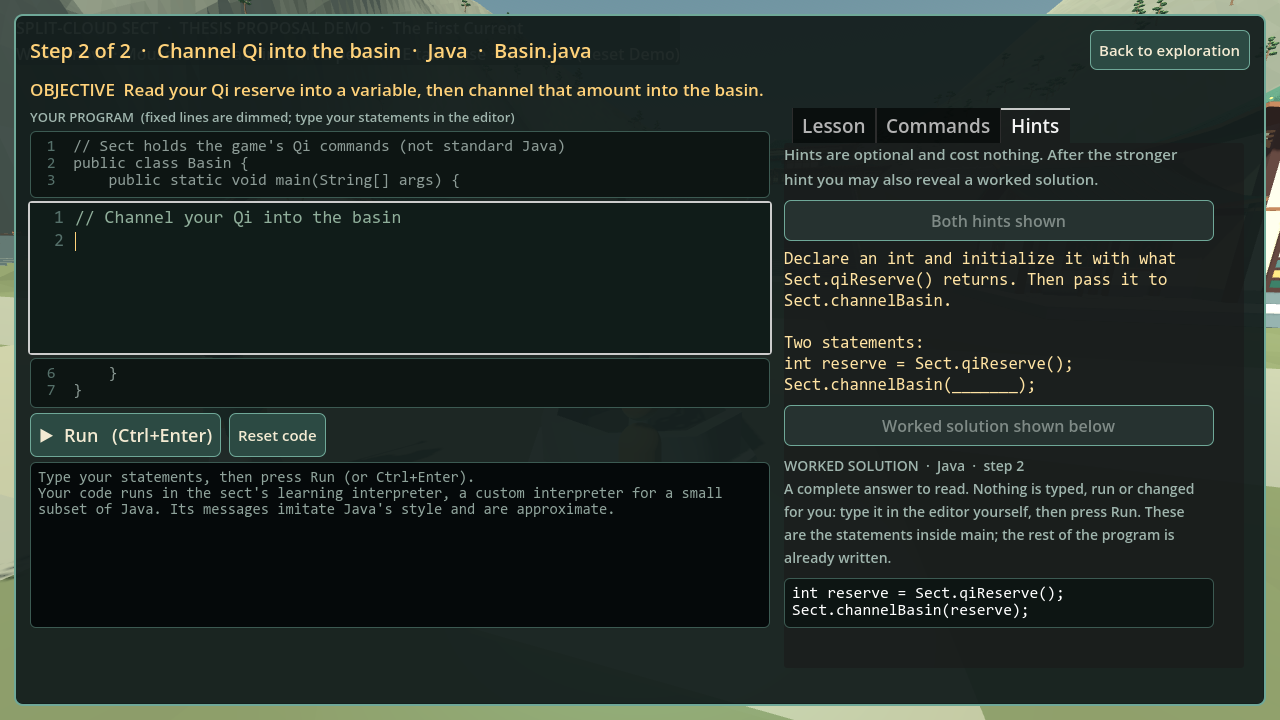 SPLIT-CLOUD SECT · THESIS PROPOSAL DEMO · The First Current
Step 2 of 2 · Channel Qi into the basin · Java · Basin.java
Back to exploration
OBJECTIVE Read your Qi reserve into a variable, then channel that amount into the basin.
YOUR PROGRAM (fixed lines are dimmed; type your statements in the editor)
1 // Sect holds the game's Qi commands (not standard Java)
2 public class Basin {
3 public static void main(String[] args) {
1 // Channel your Qi into the basin
2
6 }
7 }
▶ Run (Ctrl+Enter)
Reset code
Type your statements, then press Run (or Ctrl+Enter).
Your code runs in the sect's learning interpreter, a custom interpreter for a small
subset of Java. Its messages imitate Java's style and are approximate.
Lesson
Commands
Hints
Hints are optional and cost nothing. After the stronger
hint you may also reveal a worked solution.
Both hints shown
Declare an int and initialize it with what
Sect.qiReserve() returns. Then pass it to
Sect.channelBasin.
Two statements:
int reserve = Sect.qiReserve();
Sect.channelBasin(_______);
Worked solution shown below
WORKED SOLUTION · Java · step 2
A complete answer to read. Nothing is typed, run or changed
for you: type it in the editor yourself, then press Run. These
are the statements inside main; the rest of the program is
already written.
int reserve = Sect.qiReserve();
Sect.channelBasin(reserve);